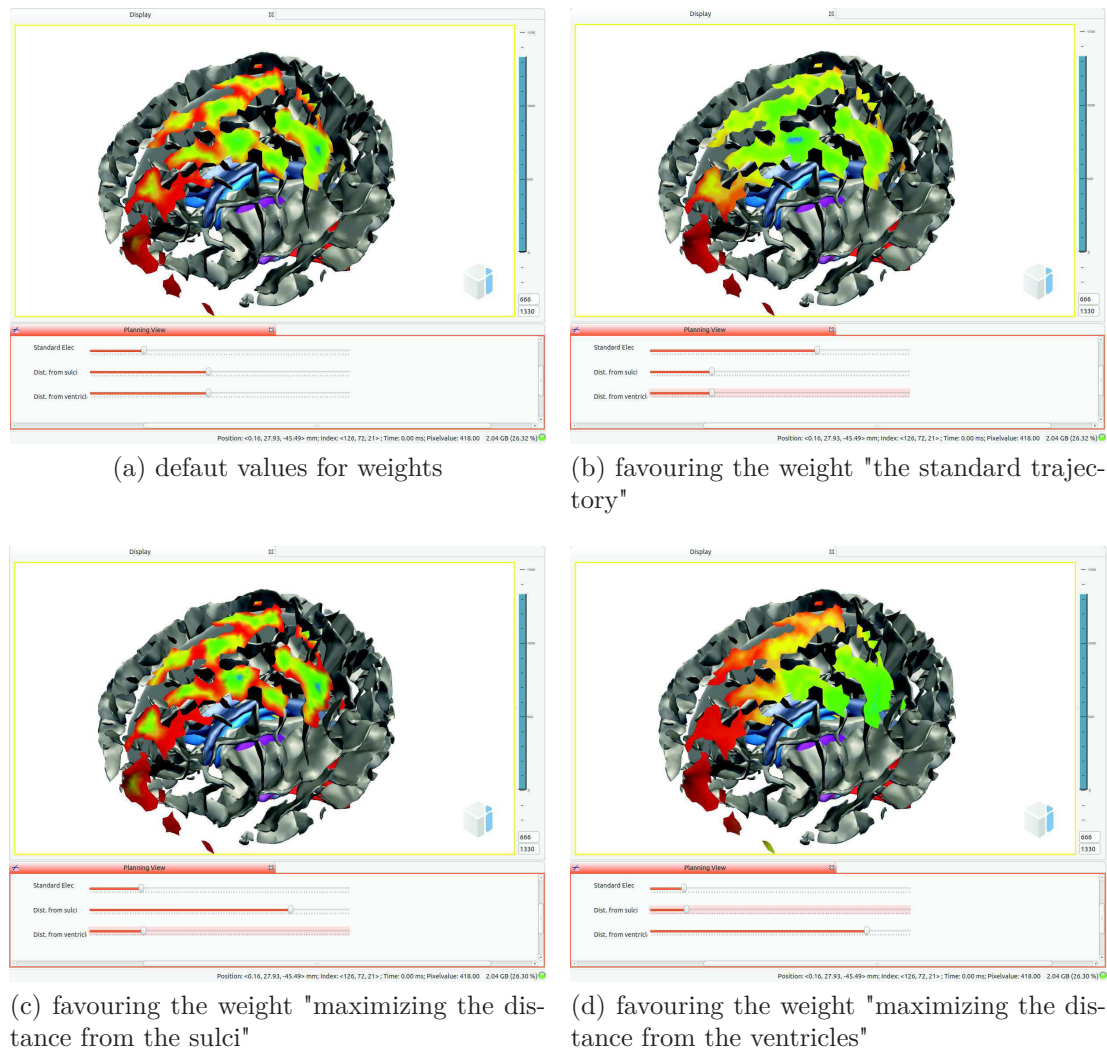 Display
666
1330
Planning View
Standard Elec
Dist. from sulci
Dist. from ventricl
Position: <0.16, 27.93, -45.49> mm; Index: <126, 72, 21> ; Time: 0.00 ms; Pixelvalue: 418.00 2.04 GB (26.32 %)
(a) defaut values for weights
Display
666
1330
Planning View
Standard Elec
Dist. from sulci
Dist. from ventricl
Position: <0.16, 27.93, -45.49> mm; Index: <126, 72, 21> ; Time: 0.00 ms; Pixelvalue: 418.00 2.04 GB (26.32 %)
(b) favouring the weight "the standard trajec-
tory"
Display
666
1330
Planning View
Standard Elec
Dist. from sulci
Dist. from ventricl
Position: <0.16, 27.93, -45.49> mm; Index: <126, 72, 21> ; Time: 0.00 ms; Pixelvalue: 418.00 2.04 GB (26.30 %)
(c) favouring the weight "maximizing the dis-
tance from the sulci"
Display
666
1330
Planning View
Standard Elec
Dist. from sulci
Dist. from ventricl
Position: <0.16, 27.93, -45.49> mm; Index: <126, 72, 21> ; Time: 0.00 ms; Pixelvalue: 418.00 2.04 GB (26.30 %)
(d) favouring the weight "maximizing the dis-
tance from the ventricles"